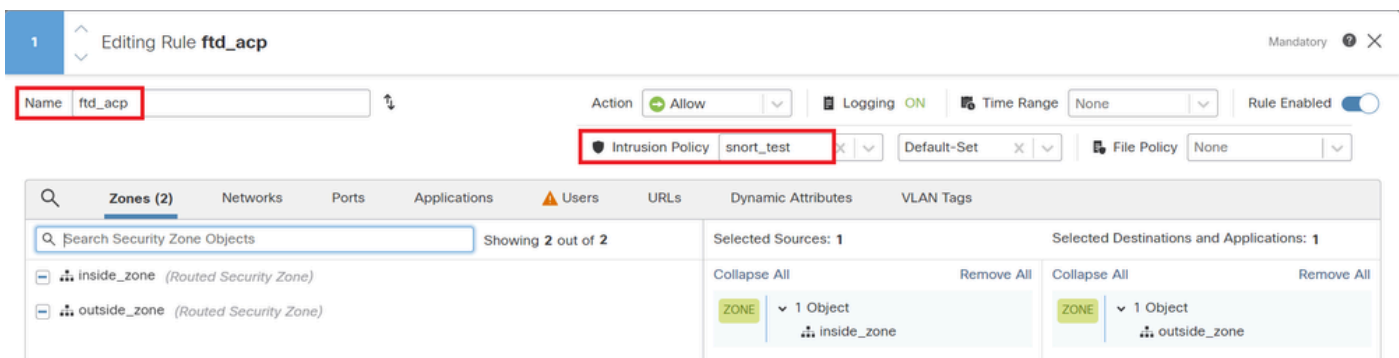 1 Editing Rule ftd_acp Mandatory
Name ftd_acp Action Allow Logging ON Time Range None Rule Enabled
Intrusion Policy snort_test Default-Set File Policy None
Zones (2) Networks Ports Applications Users URLs Dynamic Attributes VLAN Tags
Search Security Zone Objects Showing 2 out of 2 Selected Sources: 1 Selected Destinations and Applications: 1
inside_zone (Routed Security Zone) Collapse All Remove All Collapse All Remove All
outside_zone (Routed Security Zone) ZONE 1 Object ZONE 1 Object
inside_zone outside_zone